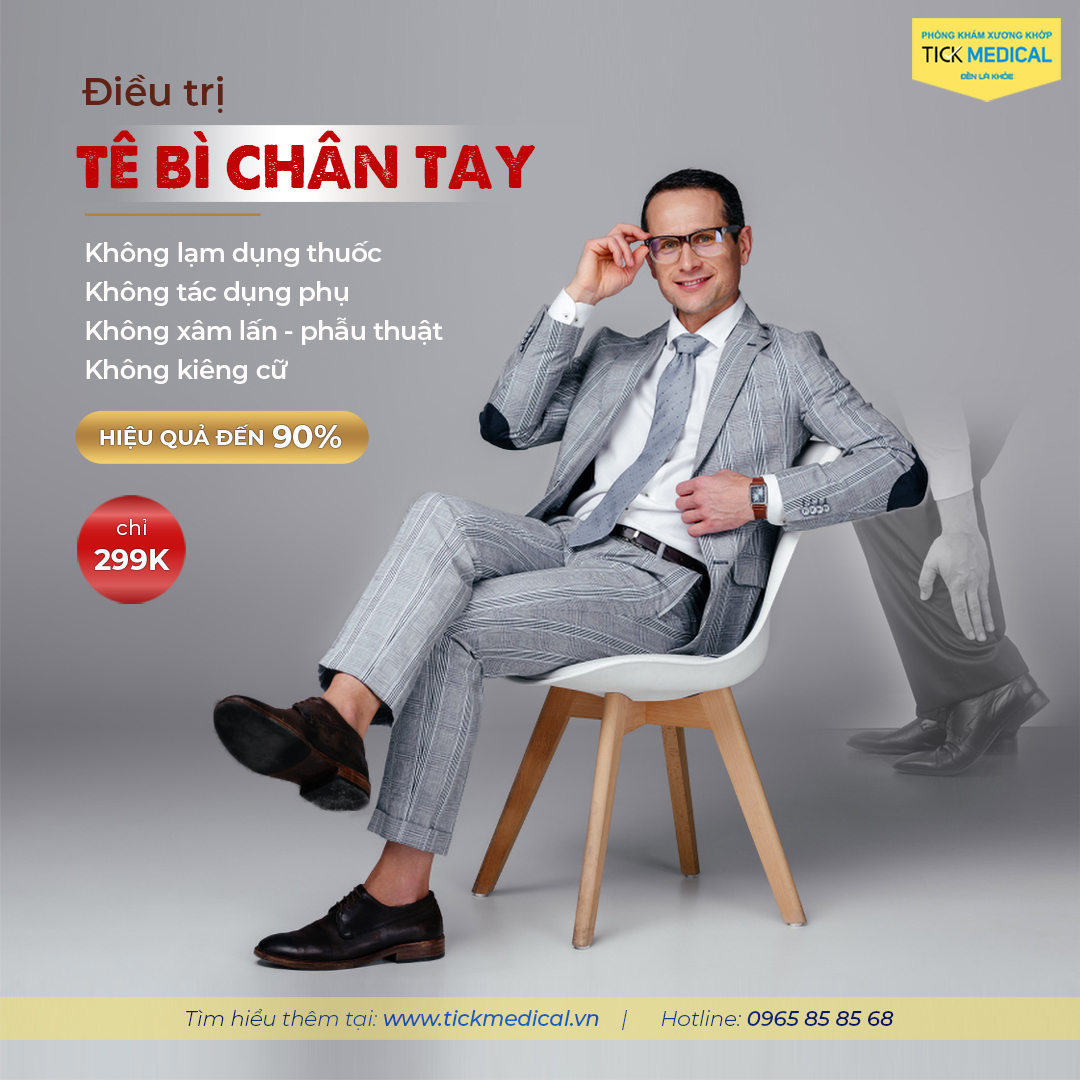 PHÒNG KHÁM XƯƠNG KHỚP
TICK MEDICAL
ĐẾN LÀ KHỎE
Điều trị
TÊ BÌ CHÂN TAY
Không lạm dụng thuốc
Không tác dụng phụ
Không xâm lấn - phẫu thuật
Không kiêng cữ
HIỆU QUẢ ĐẾN 90%
chỉ
299K
Tìm hiểu thêm tại: www.tickmedical.vn | Hotline: 0965 85 85 68